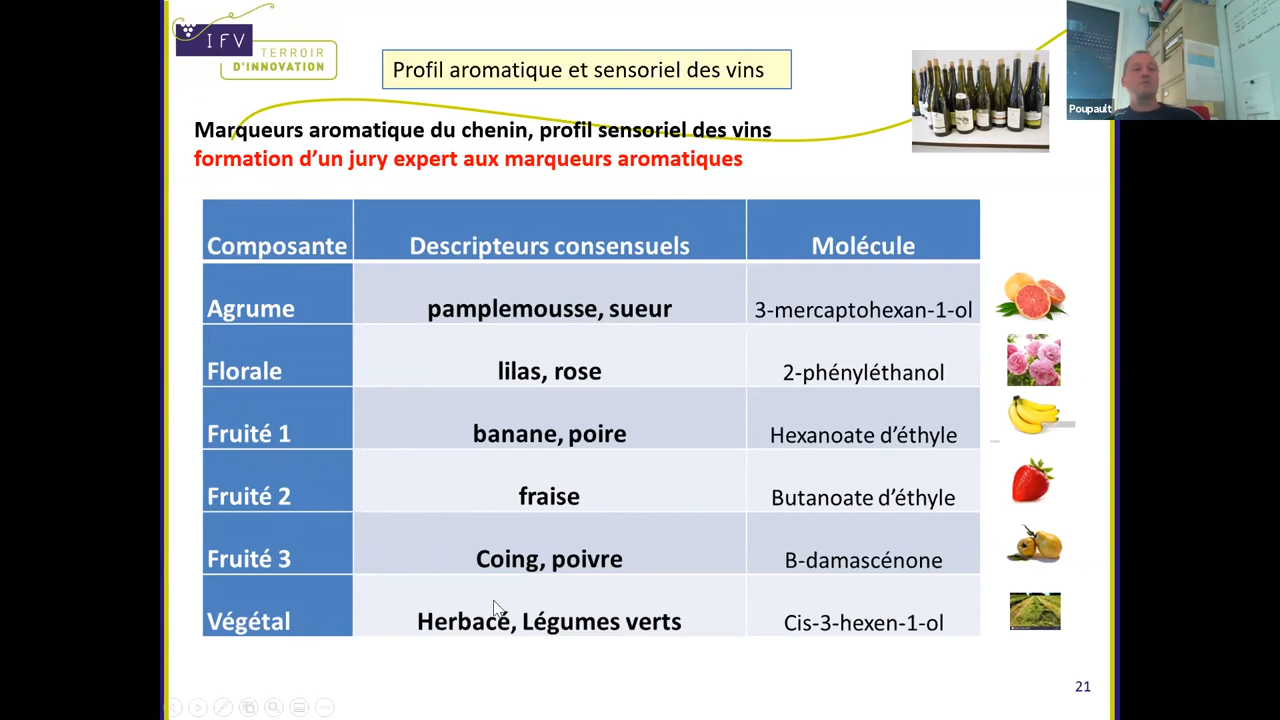 IFV
TERROIR
D'INNOVATION
Profil aromatique et sensoriel des vins
Poupault
Marqueurs aromatique du chenin, profil sensoriel des vins
formation d’un jury expert aux marqueurs aromatiques
Composante Descripteurs consensuels Molécule
Agrume pamplemousse, sueur 3-mercaptohexan-1-ol
Florale lilas, rose 2-phényléthanol
Fruité 1 banane, poire Hexanoate d’éthyle
Fruité 2 fraise Butanoate d’éthyle
Fruité 3 Coing, poivre B-damascénone
Végétal Herbacé, Légumes verts Cis-3-hexen-1-ol
21